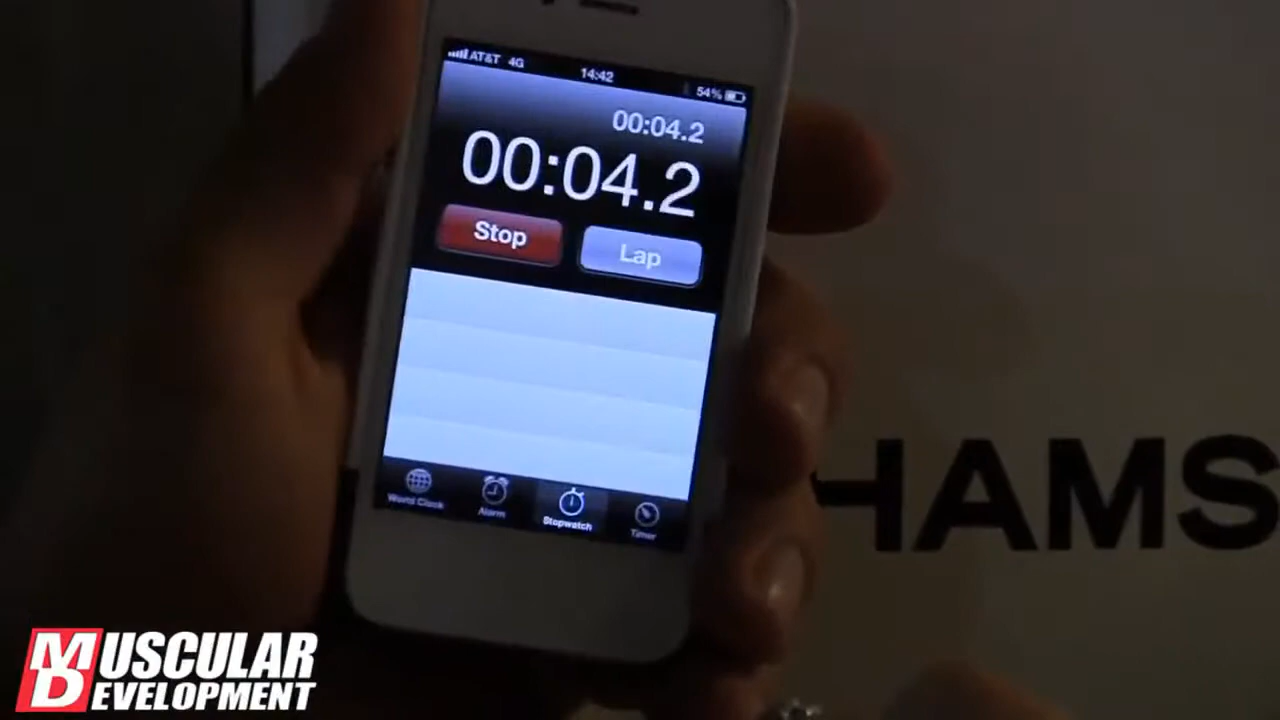 AT&T 4G 14:42 54%
00:04.2
00:04.2
Stop Lap
World Clock Alarm Stopwatch Timer
HAMS
MUSCULAR
DEVELOPMENT